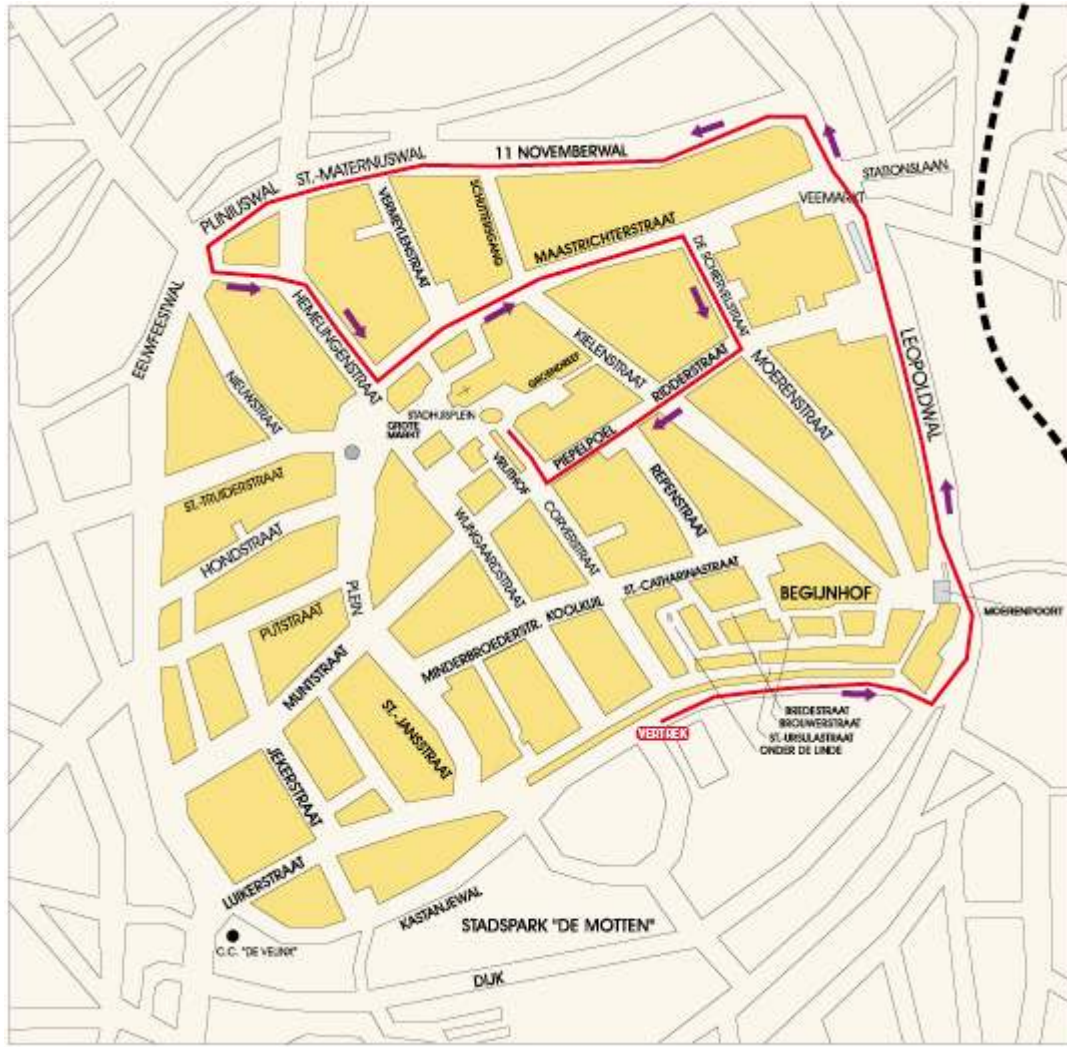 11 NOVEMBERWAL
ST.-MATERNUSWAL
PLINIUSWAL
STATIONSLAAN
VEEMARKT
VERMEYLENSTRAAT
SCHUTTERSGANG
MAASTRICHTERSTRAAT
DE SCHIERVELSTRAAT
EEUWFEESTWAL
HEMELINGENSTRAAT
NIEUWSTRAAT
KIELENSTRAAT
GROENDREEF
RIDDERSTRAAT
MOERENSTRAAT
LEOPOLDWAL
STADHUISPLEIN
GROTE
MARKT
PIEPELPOEL
VRIJTHOF
REPENSTRAAT
ST.-TRUIDERSTRAAT
CORVERSTRAAT
WIJNGAARDSTRAAT
HONDSTRAAT
ST.-CATHARINASTRAAT
PLEIN
BEGIJNHOF
MOERENPOORT
PUTSTRAAT
MINDERBROEDERSTR. KOOLKUIL
MUNTSTRAAT
ST.-JANSSTRAAT
BREDESTRAAT
BROUWERSTRAAT
ST.-URSULASTRAAT
ONDER DE LINDE
VERTREK
JEKERSTRAAT
LUIKERSTRAAT
KASTANJEWAL
STADSPARK "DE MOTTEN"
C.C. "DE VELINX"
DIJK